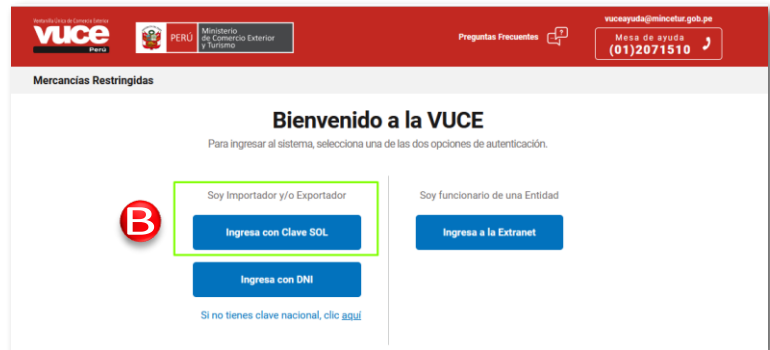 Ventanilla Única de Comercio Exterior
vuce
Perú
PERÚ
Ministerio
de Comercio Exterior
y Turismo
Preguntas Frecuentes
?
vuceayuda@mincetur.gob.pe
Mesa de ayuda
(01)2071510
Mercancías Restringidas
Bienvenido a la VUCE
Para ingresar al sistema, selecciona una de las dos opciones de autenticación.
Soy Importador y/o Exportador
B
Ingresa con Clave SOL
Ingresa con DNI
Si no tienes clave nacional, clic aquí
Soy funcionario de una Entidad
Ingresa a la Extranet